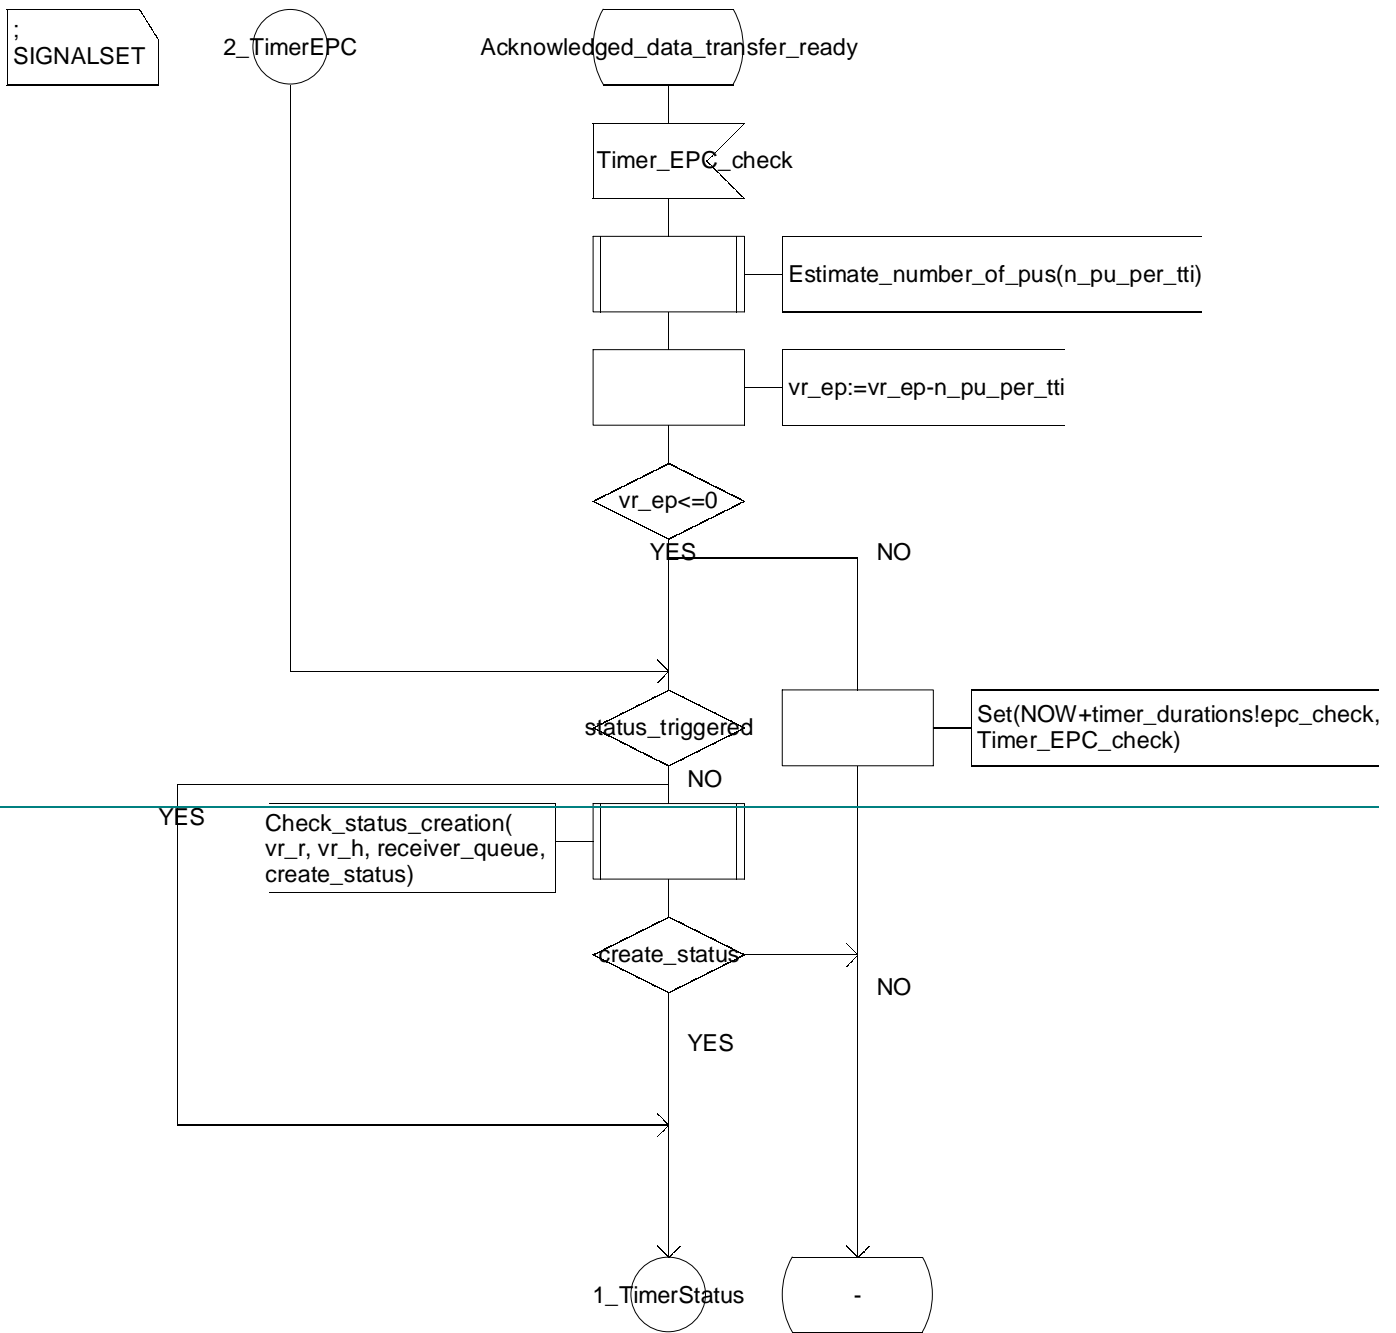 ;
SIGNALSET
2_TimerEPC
Acknowledged_data_transfer_ready
Timer_EPC_check
Estimate_number_of_pus(n_pu_per_tti)
vr_ep:=vr_ep-n_pu_per_tti
vr_ep<=0
YES
NO
status_triggered
Set(NOW+timer_durations!epc_check,
Timer_EPC_check)
NO
YES
Check_status_creation(
vr_r, vr_h, receiver_queue,
create_status)
create_status
NO
YES
1_TimerStatus
-